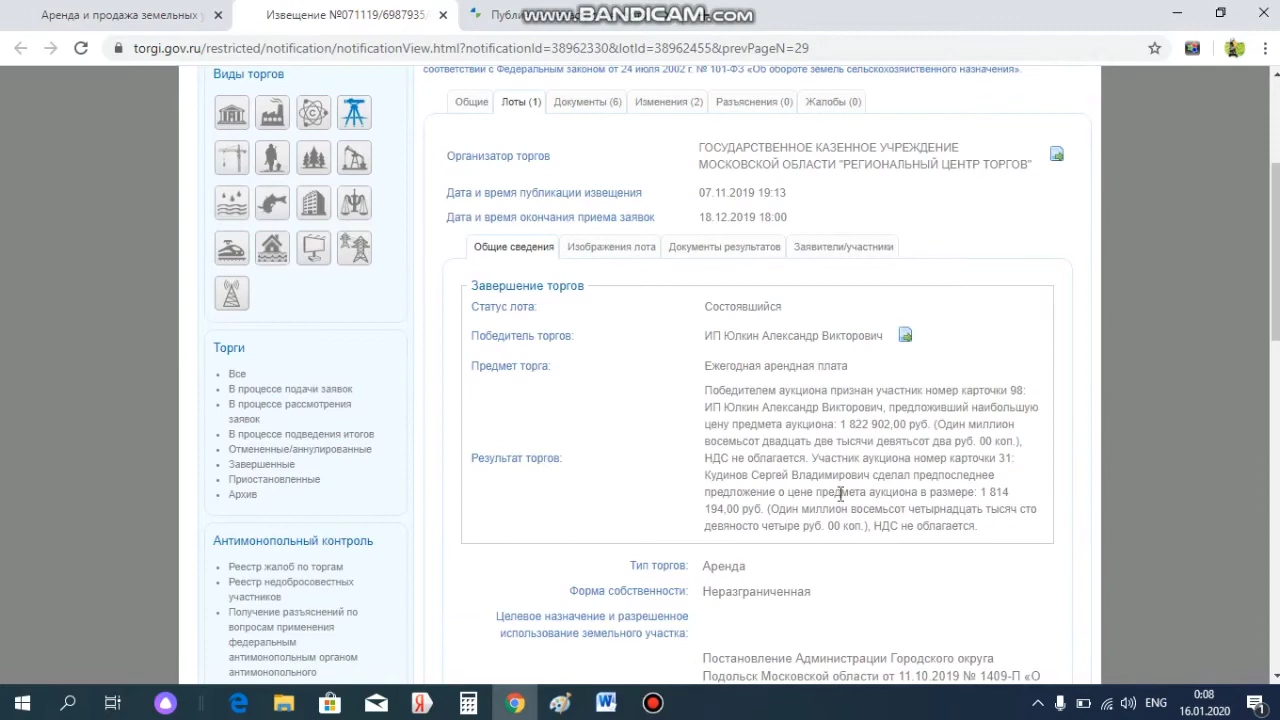 Аренда и продажа земельных у
Извещение №071119/6987935/
Публи
www.BANDICAM.com
torgi.gov.ru/restricted/notification/notificationView.html?notificationId=38962330&lotId=38962455&prevPageN=29
Виды торгов
соответствии с Федеральным законом от 24 июля 2002 г. № 101-ФЗ «Об обороте земель сельскохозяйственного назначения».
Общие
Лоты (1)
Документы (6)
Изменения (2)
Разъяснения (0)
Жалобы (0)
Организатор торгов
ГОСУДАРСТВЕННОЕ КАЗЕННОЕ УЧРЕЖДЕНИЕ
МОСКОВСКОЙ ОБЛАСТИ "РЕГИОНАЛЬНЫЙ ЦЕНТР ТОРГОВ"
Дата и время публикации извещения
07.11.2019 19:13
Дата и время окончания приема заявок
18.12.2019 18:00
Общие сведения
Изображения лота
Документы результатов
Заявители/участники
Завершение торгов
Статус лота:
Состоявшийся
Победитель торгов:
ИП Юлкин Александр Викторович
Предмет торга:
Ежегодная арендная плата
Результат торгов:
Победителем аукциона признан участник номер карточки 98:
ИП Юлкин Александр Викторович, предложивший наибольшую
цену предмета аукциона: 1 822 902,00 руб. (Один миллион
восемьсот двадцать две тысячи девятьсот два руб. 00 коп.),
НДС не облагается. Участник аукциона номер карточки 31:
Кудинов Сергей Владимирович сделал предпоследнее
предложение о цене предмета аукциона в размере: 1 814
194,00 руб. (Один миллион восемьсот четырнадцать тысяч сто
девяносто четыре руб. 00 коп.), НДС не облагается.
Тип торгов:
Аренда
Форма собственности:
Неразграниченная
Целевое назначение и разрешенное
использование земельного участка:
Постановление Администрации Городского округа
Подольск Московской области от 11.10.2019 № 1409-П «О
Торги
Все
В процессе подачи заявок
В процессе рассмотрения
заявок
В процессе подведения итогов
Отмененные/аннулированные
Завершенные
Приостановленные
Архив
Антимонопольный контроль
Реестр жалоб по торгам
Реестр недобросовестных
участников
Получение разъяснений по
вопросам применения
федеральным
антимонопольным органом
антимонопольного
ENG
0:08
16.01.2020
1